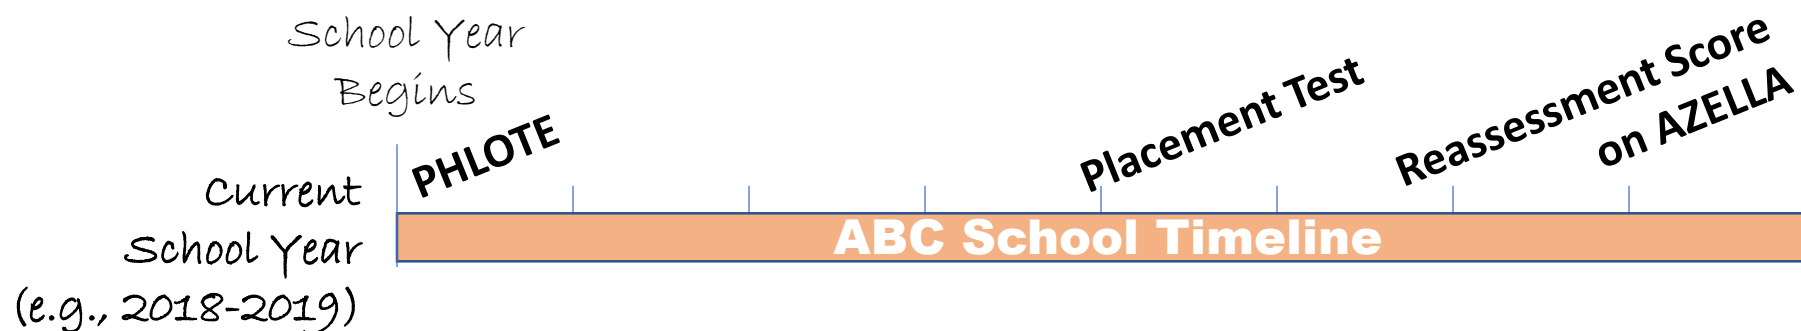 School Year
Begins
PHLOTE
Placement Test
Reassessment Score
on AZELLA
Current
School Year
(e.g., 2018-2019)
ABC School Timeline